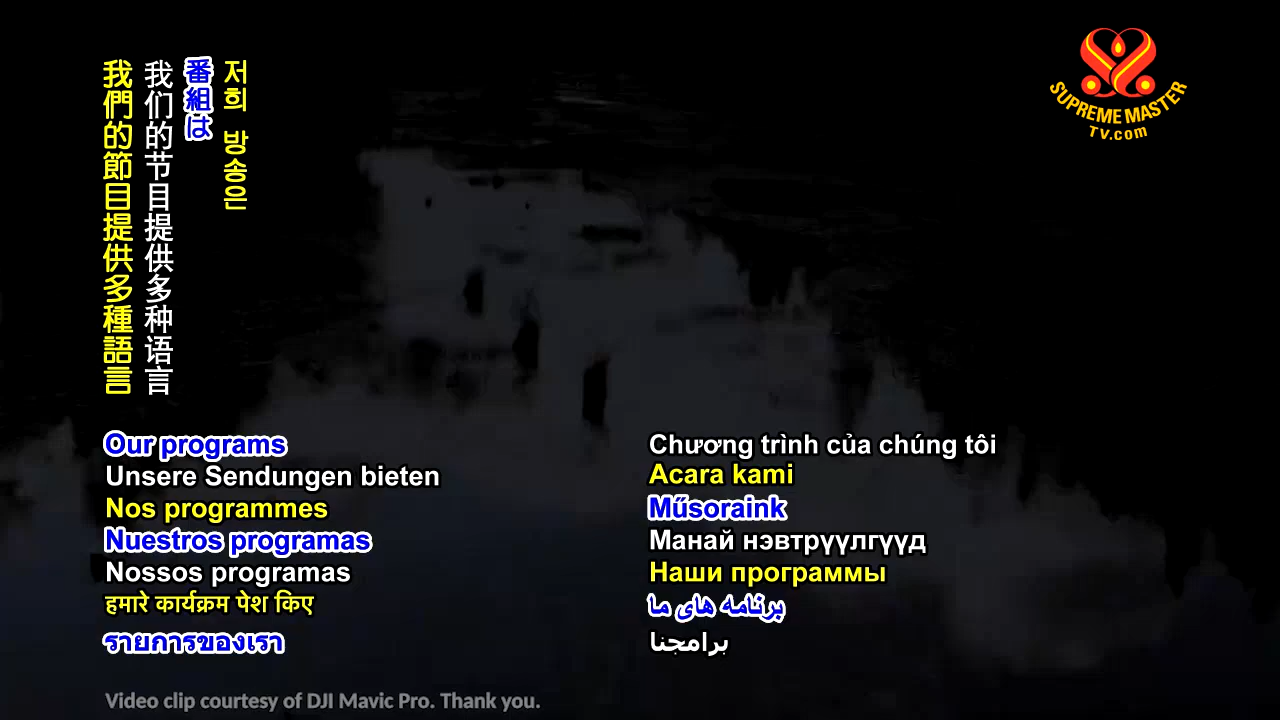 我們的節目提供多種語言
我们的节目提供多种语言
番組は
저희 방송은
SUPREME MASTER
TV.com
Our programs
Unsere Sendungen bieten
Nos programmes
Nuestros programas
Nossos programas
हमारे कार्यक्रम पेश किए
รายการของเรา
Chương trình của chúng tôi
Acara kami
Műsoraink
Манай нэвтрүүлгүүд
Наши программы
برنامه های ما
برامجنا
Video clip courtesy of DJI Mavic Pro. Thank you.